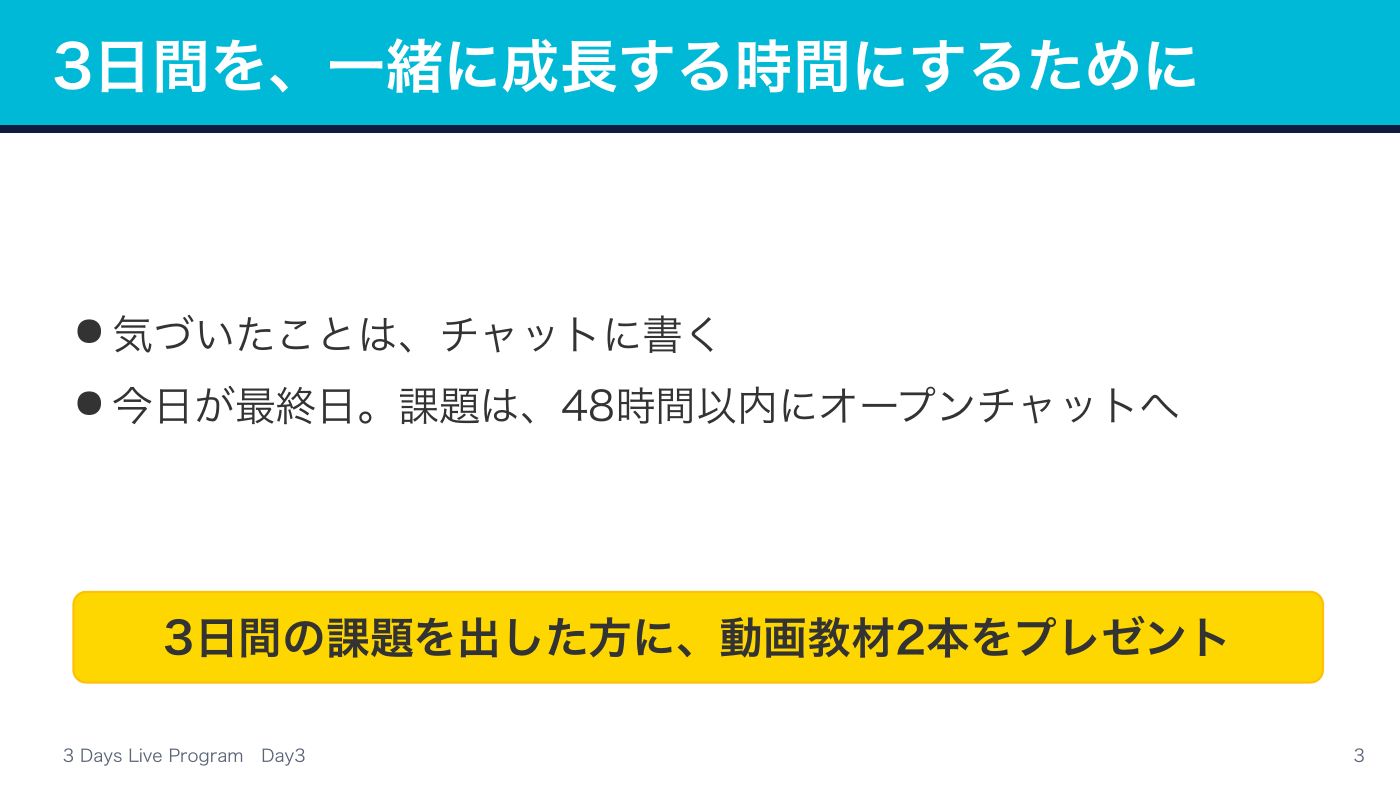 3日間を、一緒に成長する時間にするために
●気づいたことは、チャットに書く
●今日が最終日。課題は、48時間以内にオープンチャットへ
3日間の課題を出した方に、動画教材2本をプレゼント
3 Days Live Program　Day3
3